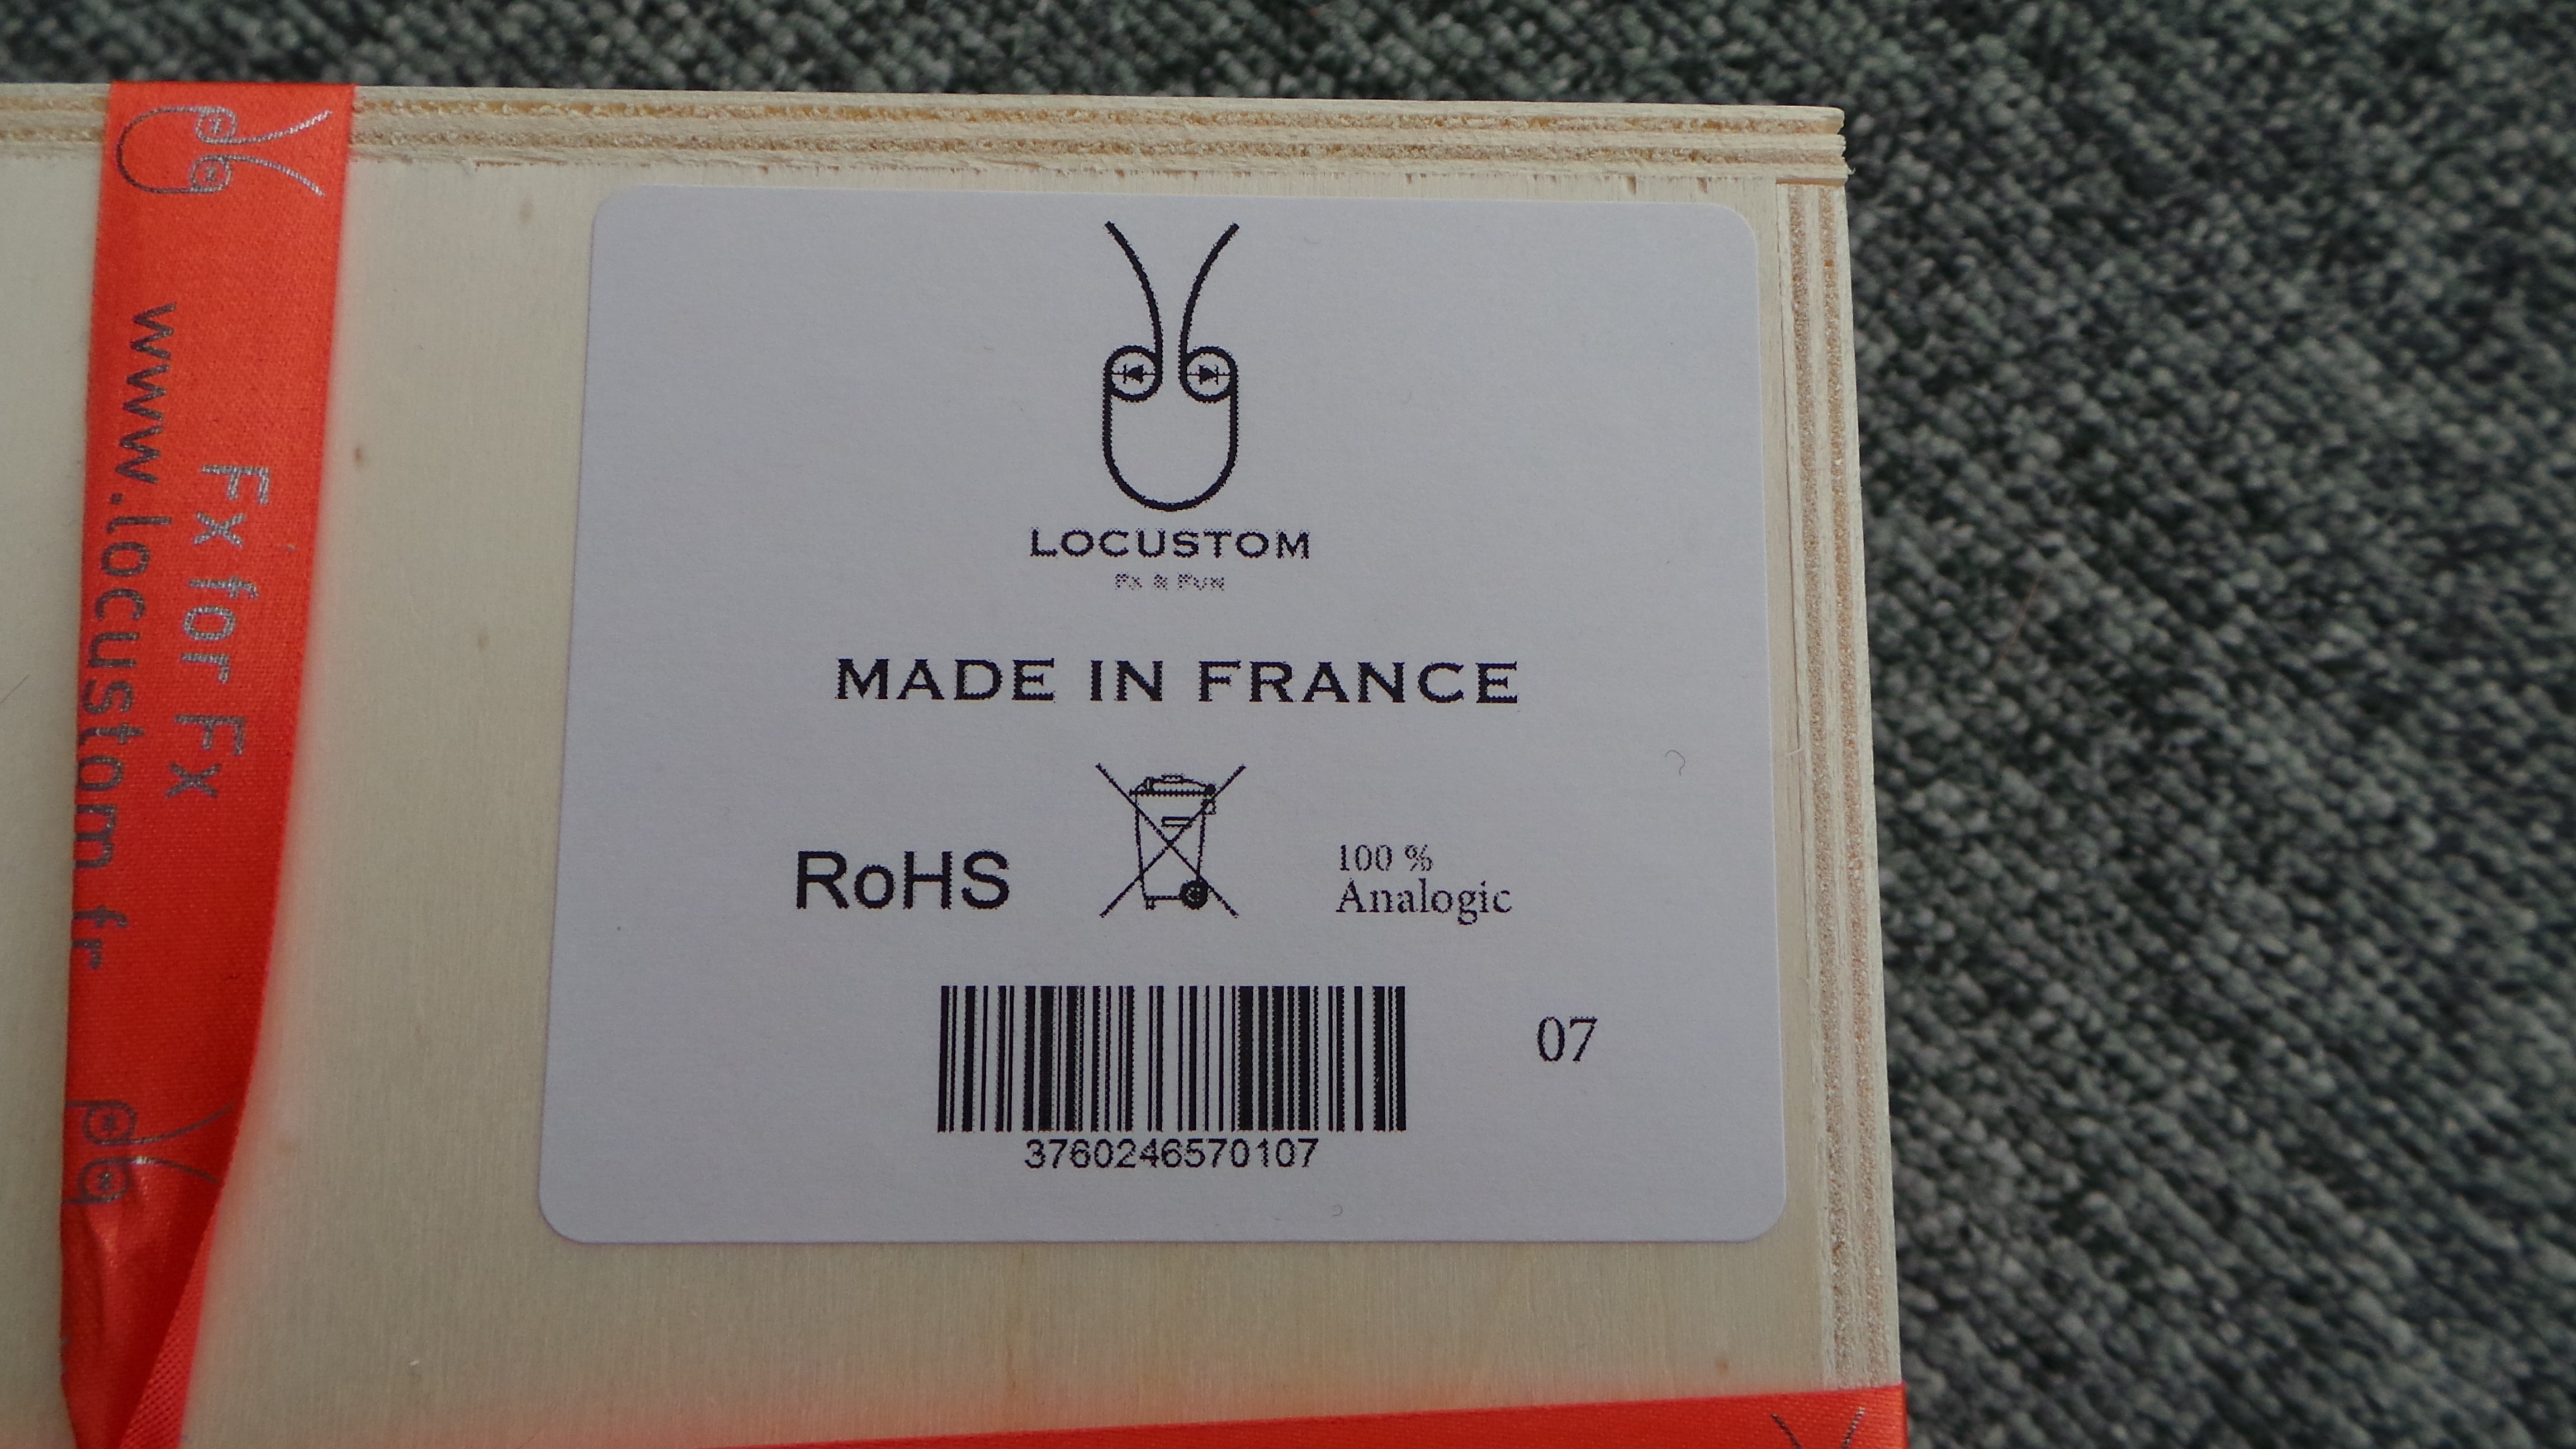 Fx for Fx
www.locustom.fr
LOCUSTOM
FX & FUN
MADE IN FRANCE
RoHS
100 %
Analogic
07
3760246570107